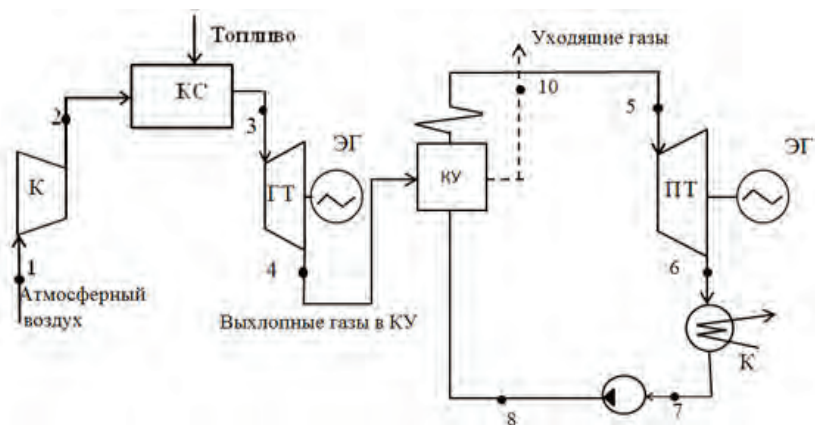 Топливо
КС
2
3
К
ЭГ
ГТ
1
Атмосферный
воздух
4
Выхлопные газы в КУ
Уходящие газы
10
КУ
5
ЭГ
ПТ
6
К
7
8